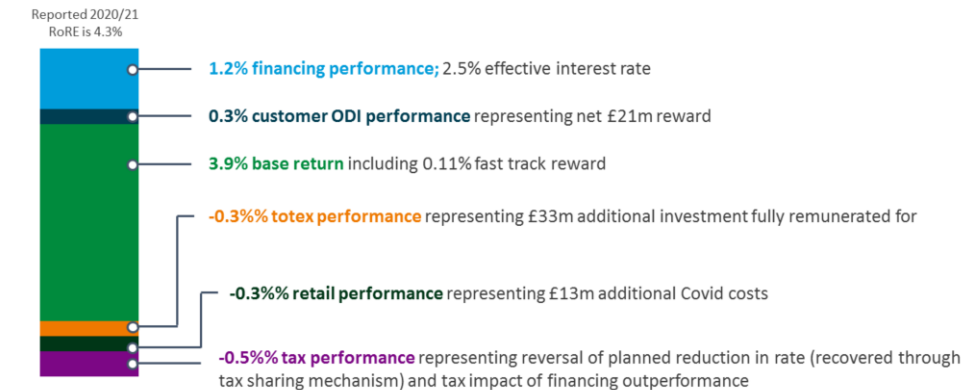 Reported 2020/21
RoRE is 4.3%
1.2% financing performance; 2.5% effective interest rate
0.3% customer ODI performance representing net £21m reward
3.9% base return including 0.11% fast track reward
-0.3%% totex performance representing £33m additional investment fully remunerated for
-0.3%% retail performance representing £13m additional Covid costs
-0.5%% tax performance representing reversal of planned reduction in rate (recovered through
tax sharing mechanism) and tax impact of financing outperformance